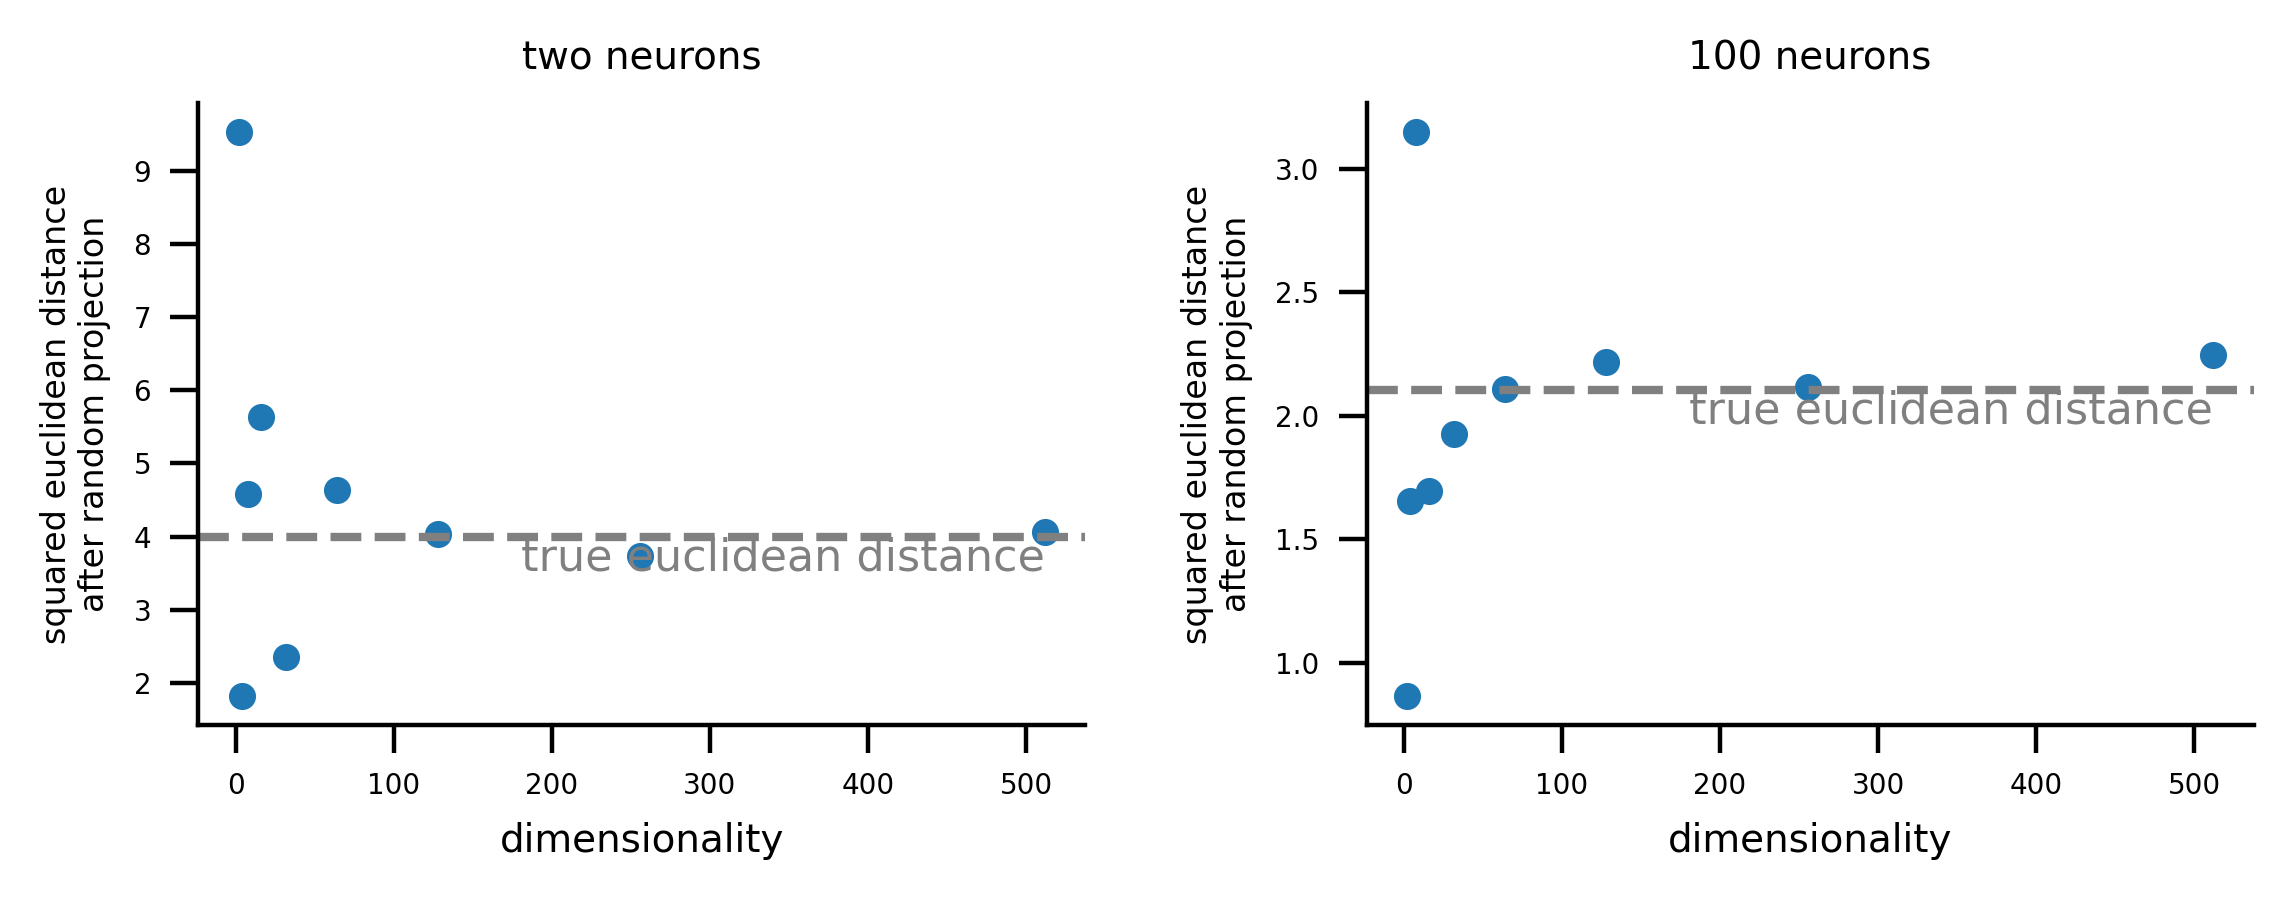 two neurons
squared euclidean distance
after random projection
9
8
7
6
5
4
3
2
true euclidean distance
0 100 200 300 400 500
dimensionality
100 neurons
squared euclidean distance
after random projection
3.0
2.5
2.0
1.5
1.0
true euclidean distance
0 100 200 300 400 500
dimensionality